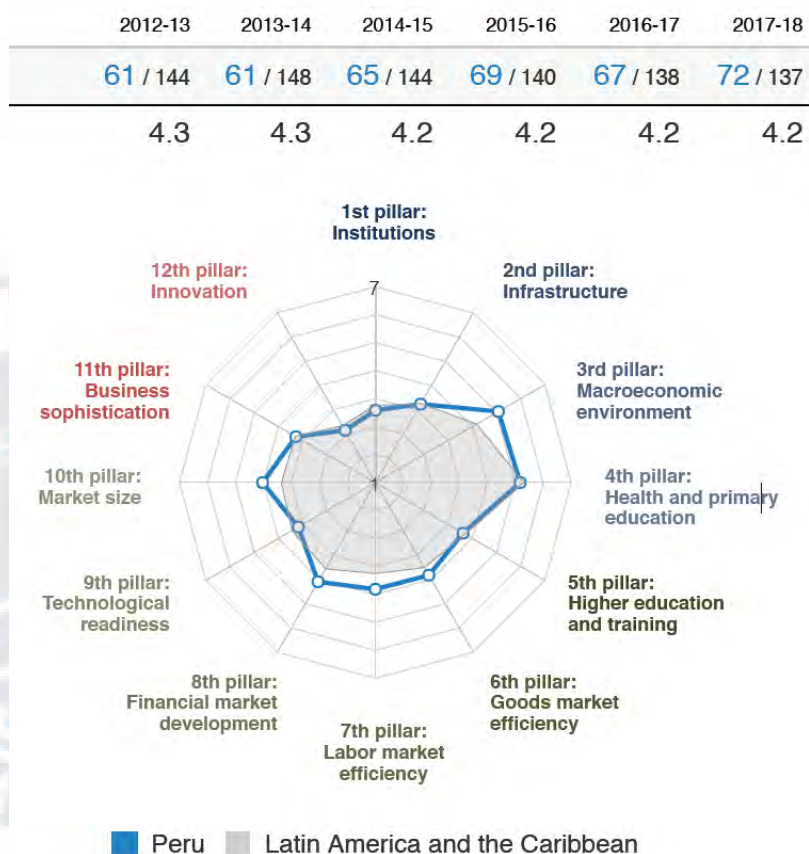 2012-13 2013-14 2014-15 2015-16 2016-17 2017-18
61 / 144 61 / 148 65 / 144 69 / 140 67 / 138 72 / 137
4.3 4.3 4.2 4.2 4.2 4.2
1st pillar:
Institutions
2nd pillar:
Infrastructure
3rd pillar:
Macroeconomic
environment
4th pillar:
Health and primary
education
5th pillar:
Higher education
and training
6th pillar:
Goods market
efficiency
7th pillar:
Labor market
efficiency
8th pillar:
Financial market
development
9th pillar:
Technological
readiness
10th pillar:
Market size
11th pillar:
Business
sophistication
12th pillar:
Innovation
7
1
Peru Latin America and the Caribbean